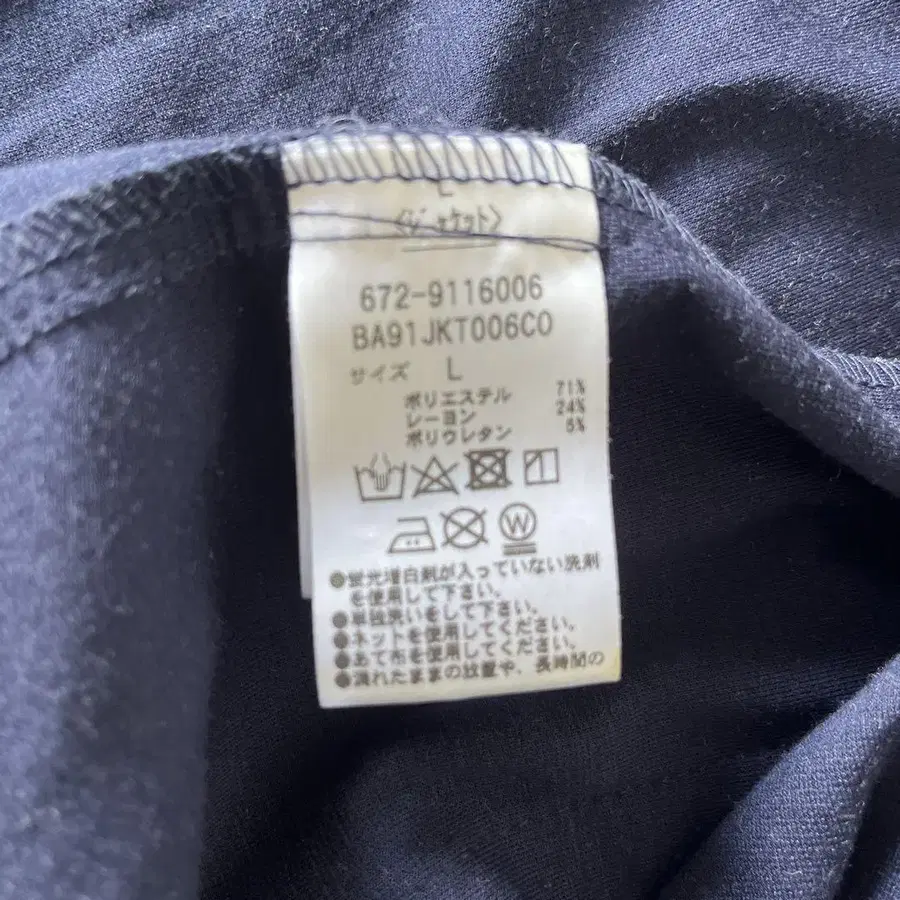 L
〈ジャケット〉
672-9116006
BA91JKT006CO
サイズ L
ポリエステル 71%
レーヨン 24%
ポリウレタン 5%
W
●蛍光増白剤が入っていない洗剤
を使用して下さい。
●単独洗いをして下さい。
●ネットを使用してください。
●あて布を使用してください。
●濡れたままの放置や、長時間の